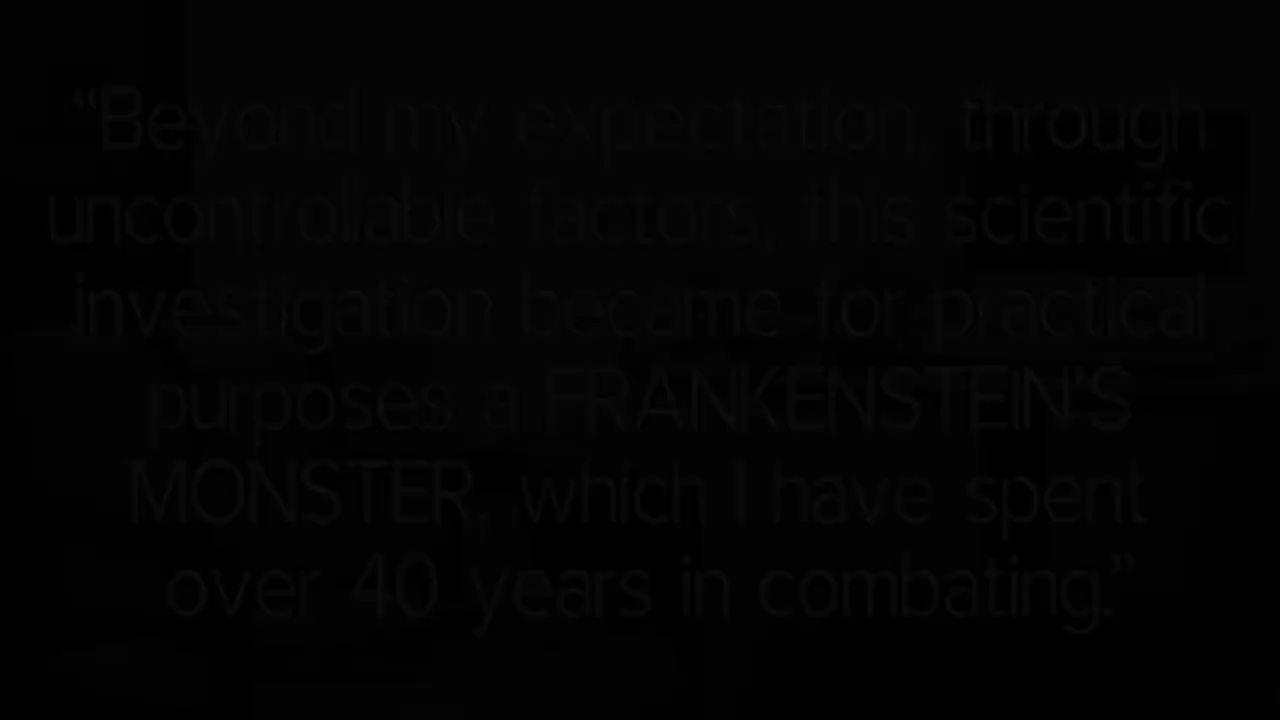 “Beyond my expectation, through
uncontrollable factors, this scientific
investigation became for practical
purposes a FRANKENSTEIN'S
MONSTER, which I have spent
over 40 years in combating.”